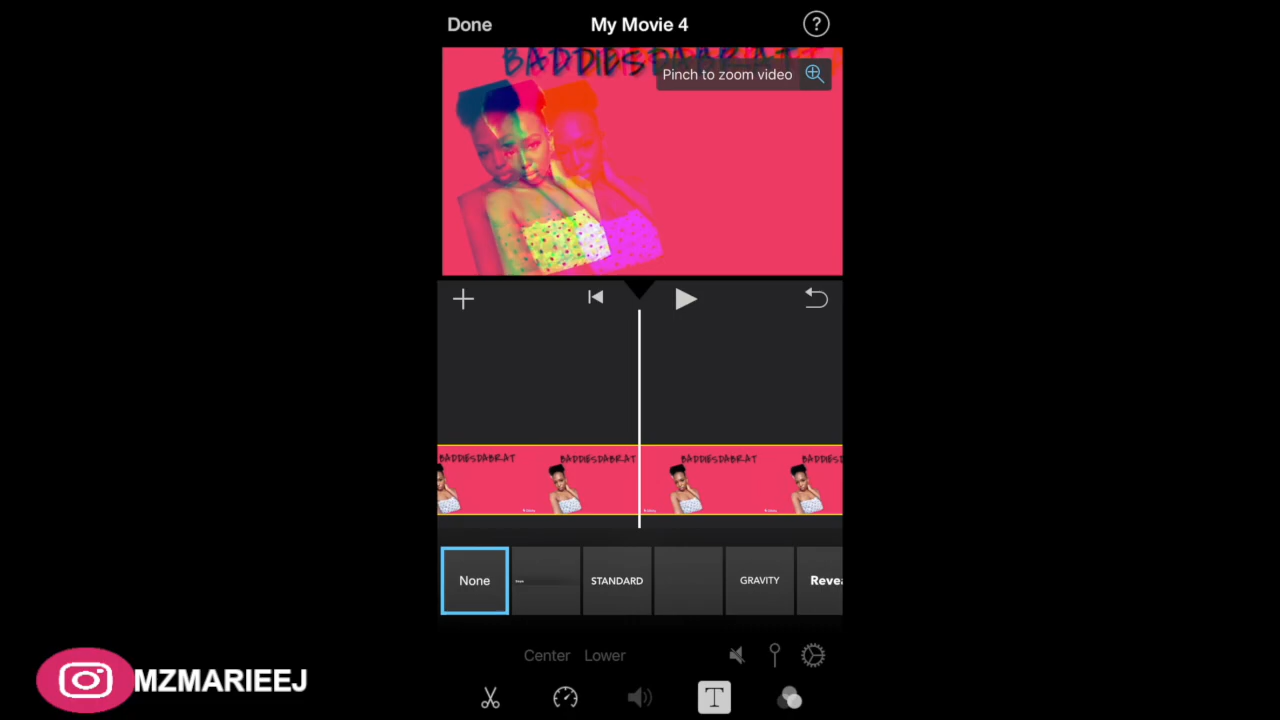 Done My Movie 4 ?
BADDIESDABRAT
Pinch to zoom video
BADDIESDABRAT BADDIESDABRAT BADDIESDABRAT BADDIESD
None STANDARD GRAVITY Revea
Center Lower
T
MZMARIEEJ